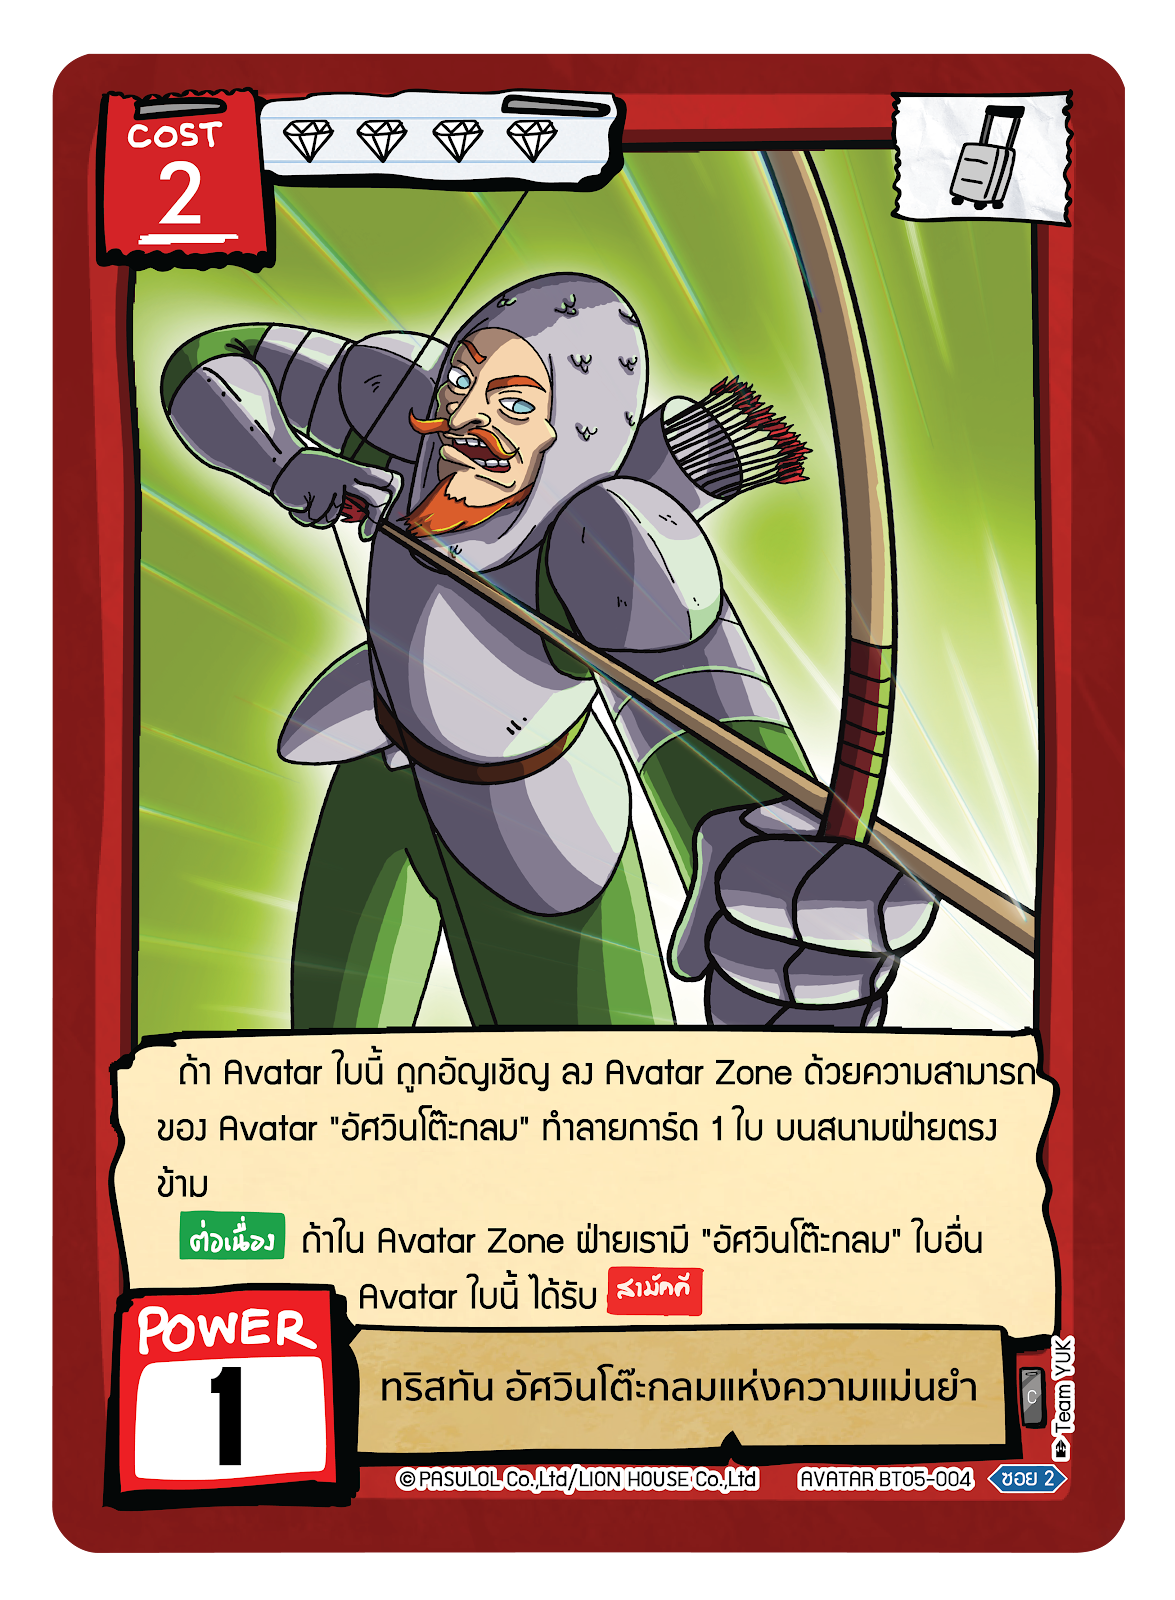 COST
2
ถ้า Avatar ใบนี้ ถูกอัญเชิญ ลง Avatar Zone ด้วยความสามารถ
ของ Avatar "อัศวินโต๊ะกลม" ทำลายการ์ด 1 ใบ บนสนามฝ่ายตรง
ข้าม
ต่อเนื่อง ถ้าใน Avatar Zone ฝ่ายเรามี "อัศวินโต๊ะกลม" ใบอื่น
Avatar ใบนี้ ได้รับ สามัคคี
POWER
1
ทริสทัน อัศวินโต๊ะกลมแห่งความแม่นยำ
C
Team YUK
© PASULOL Co.,Ltd/LION HOUSE Co.,Ltd AVATAR BT05-004 ซอย 2